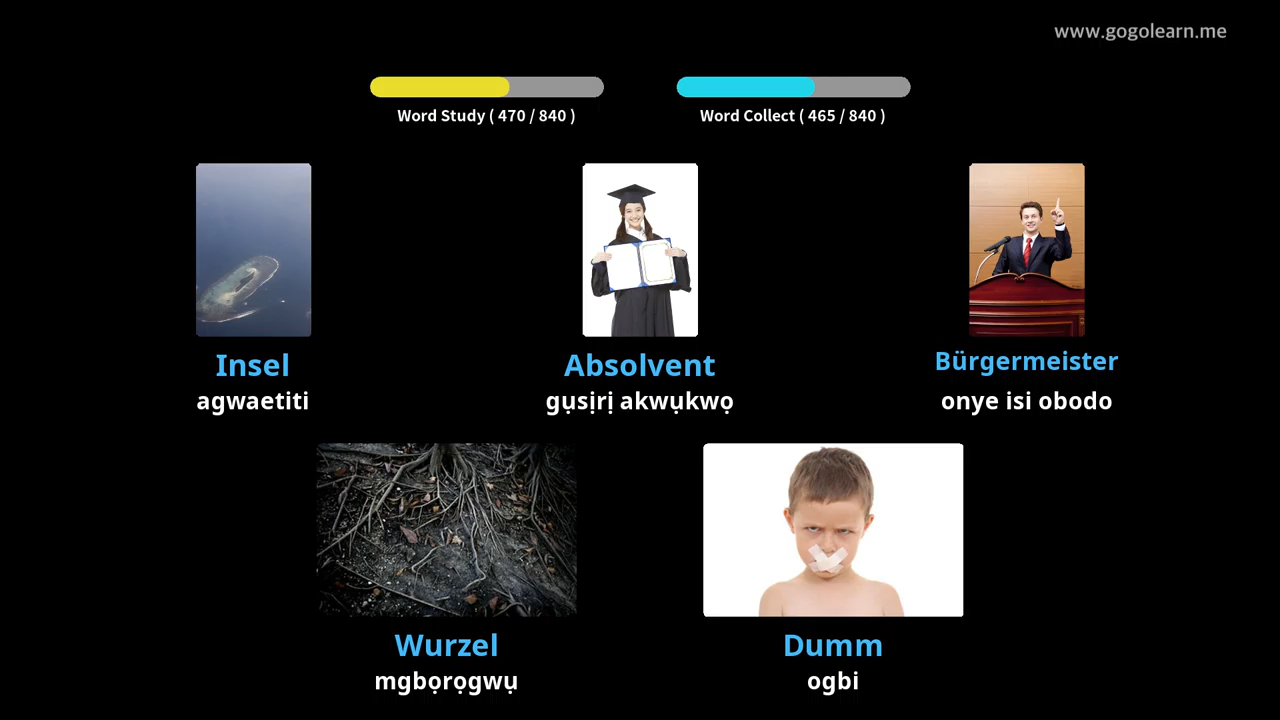 www.gogolearn.me
Word Study ( 470 / 840 )
Word Collect ( 465 / 840 )
Insel
agwaetiti
Absolvent
gụsịrị akwụkwọ
Bürgermeister
onye isi obodo
Wurzel
mgbọrọgwụ
Dumm
ogbi